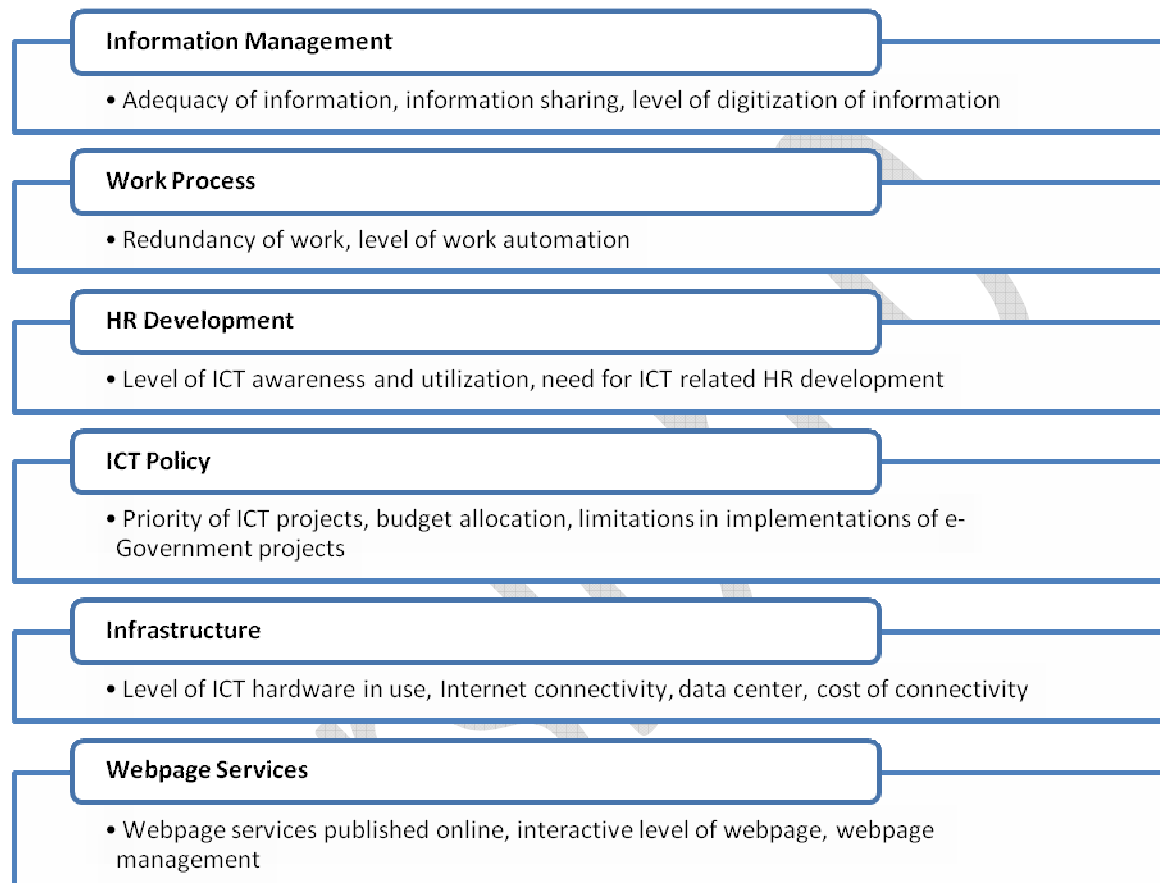 Information Management
• Adequacy of information, information sharing, level of digitization of information
Work Process
• Redundancy of work, level of work automation
HR Development
• Level of ICT awareness and utilization, need for ICT related HR development
ICT Policy
• Priority of ICT projects, budget allocation, limitations in implementations of e-
Government projects
Infrastructure
• Level of ICT hardware in use, Internet connectivity, data center, cost of connectivity
Webpage Services
• Webpage services published online, interactive level of webpage, webpage
management